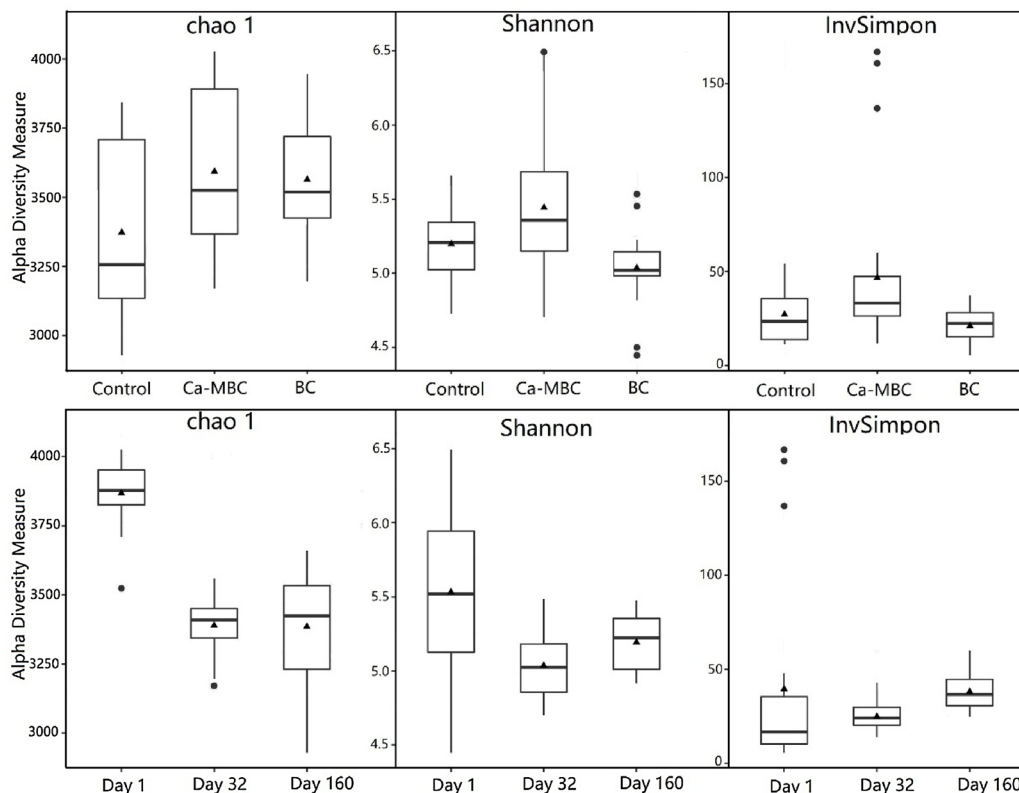 chao 1
Shannon
InvSimpon
Alpha Diversity Measure
4000
3750
3500
3250
3000
6.5
6.0
5.5
5.0
4.5
150
100
50
0
Control
Ca-MBC
BC
Control
Ca-MBC
BC
Control
Ca-MBC
BC
chao 1
Shannon
InvSimpon
Alpha Diversity Measure
4000
3750
3500
3250
3000
6.5
6.0
5.5
5.0
4.5
150
100
50
0
Day 1
Day 32
Day 160
Day 1
Day 32
Day 160
Day 1
Day 32
Day 160